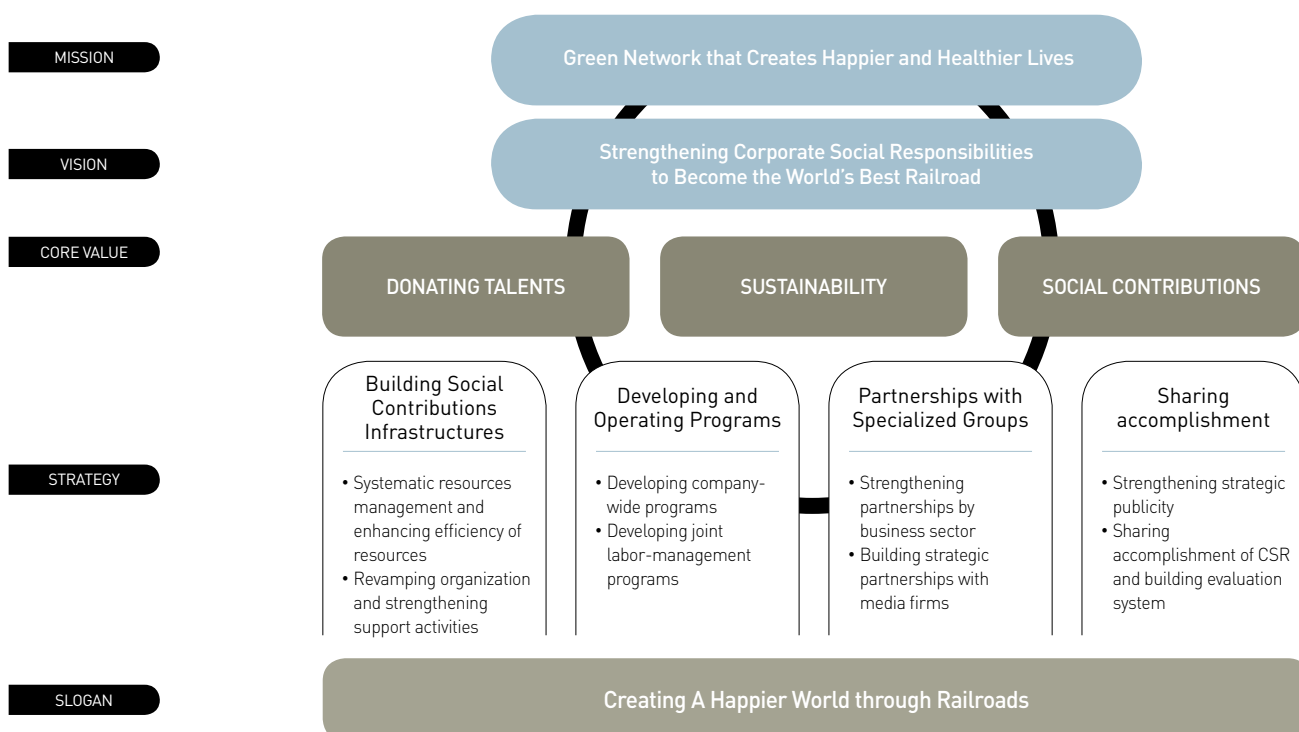 MISSION
Green Network that Creates Happier and Healthier Lives
VISION
Strengthening Corporate Social Responsibilities
to Become the World's Best Railroad
CORE VALUE
DONATING TALENTS
SUSTAINABILITY
SOCIAL CONTRIBUTIONS
STRATEGY
Building Social
Contributions
Infrastructures
• Systematic resources
management and
enhancing efficiency of
resources
• Revamping organization
and strengthening
support activities
Developing and
Operating Programs
• Developing company-
wide programs
• Developing joint
labor-management
programs
Partnerships with
Specialized Groups
• Strengthening
partnerships by
business sector
• Building strategic
partnerships with
media firms
Sharing
accomplishment
• Strengthening strategic
publicity
• Sharing
accomplishment of CSR
and building evaluation
system
SLOGAN
Creating A Happier World through Railroads